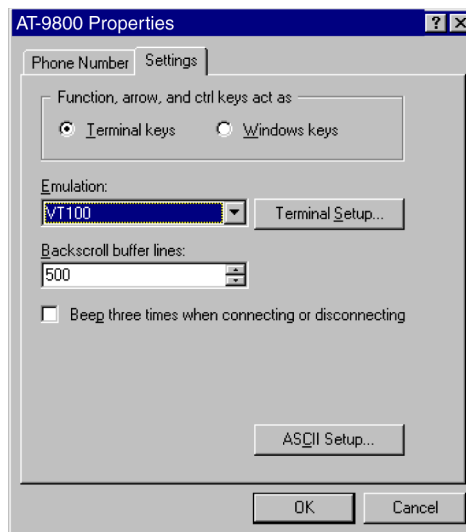 AT-9800 Properties
Phone Number Settings
Function, arrow, and ctrl keys act as
Terminal keys Windows keys
Emulation:
VT100 Terminal Setup...
Backscroll buffer lines:
500
Beep three times when connecting or disconnecting
ASCII Setup...
OK Cancel